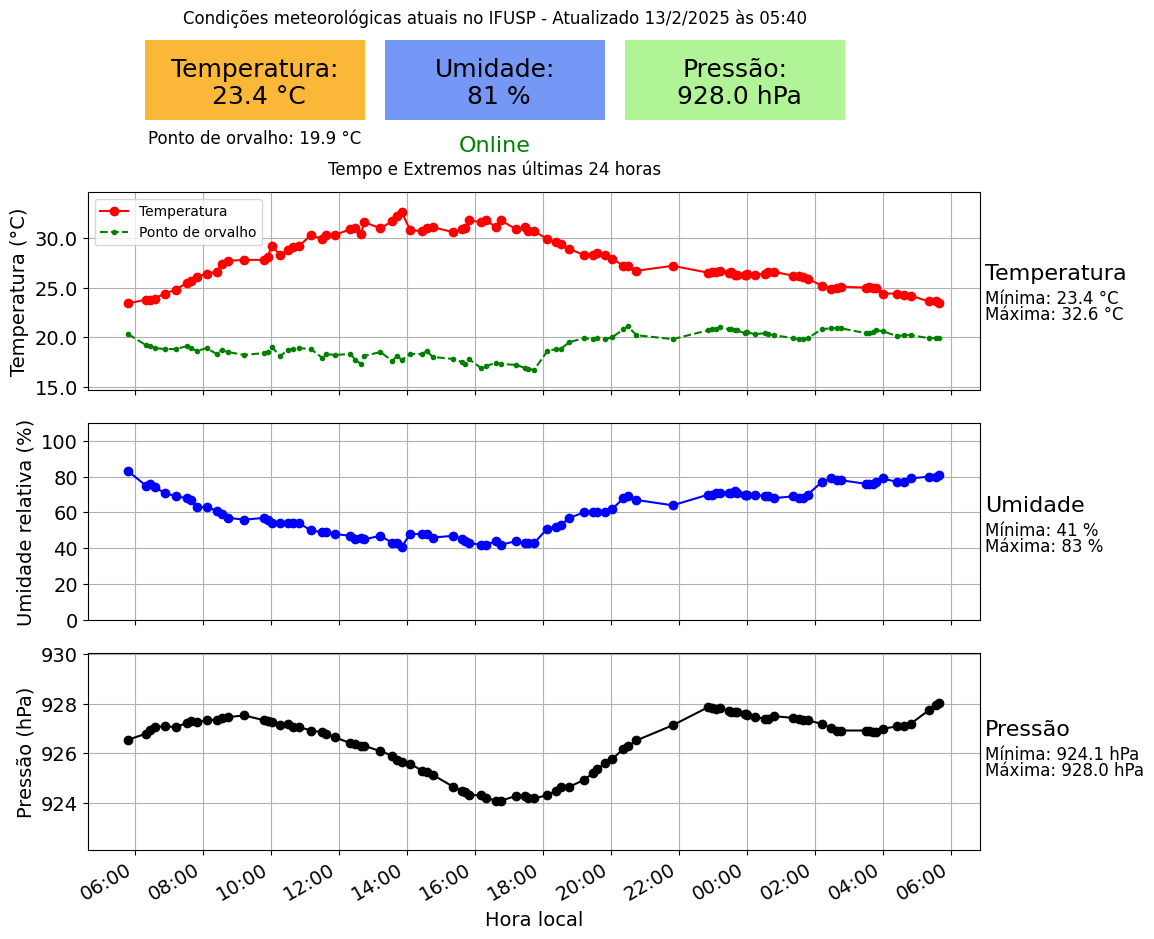 Condições meteorológicas atuais no IFUSP - Atualizado 13/2/2025 às 05:40
Temperatura:
23.4 °C
Umidade:
81 %
Pressão:
928.0 hPa
Ponto de orvalho: 19.9 °C
Online
Tempo e Extremos nas últimas 24 horas
Temperatura (°C)
30.0
25.0
20.0
15.0
Temperatura
Ponto de orvalho
Temperatura
Mínima: 23.4 °C
Máxima: 32.6 °C
Umidade relativa (%)
100
80
60
40
20
0
Umidade
Mínima: 41 %
Máxima: 83 %
Pressão (hPa)
930
928
926
924
Pressão
Mínima: 924.1 hPa
Máxima: 928.0 hPa
06:00 08:00 10:00 12:00 14:00 16:00 18:00 20:00 22:00 00:00 02:00 04:00 06:00
Hora local